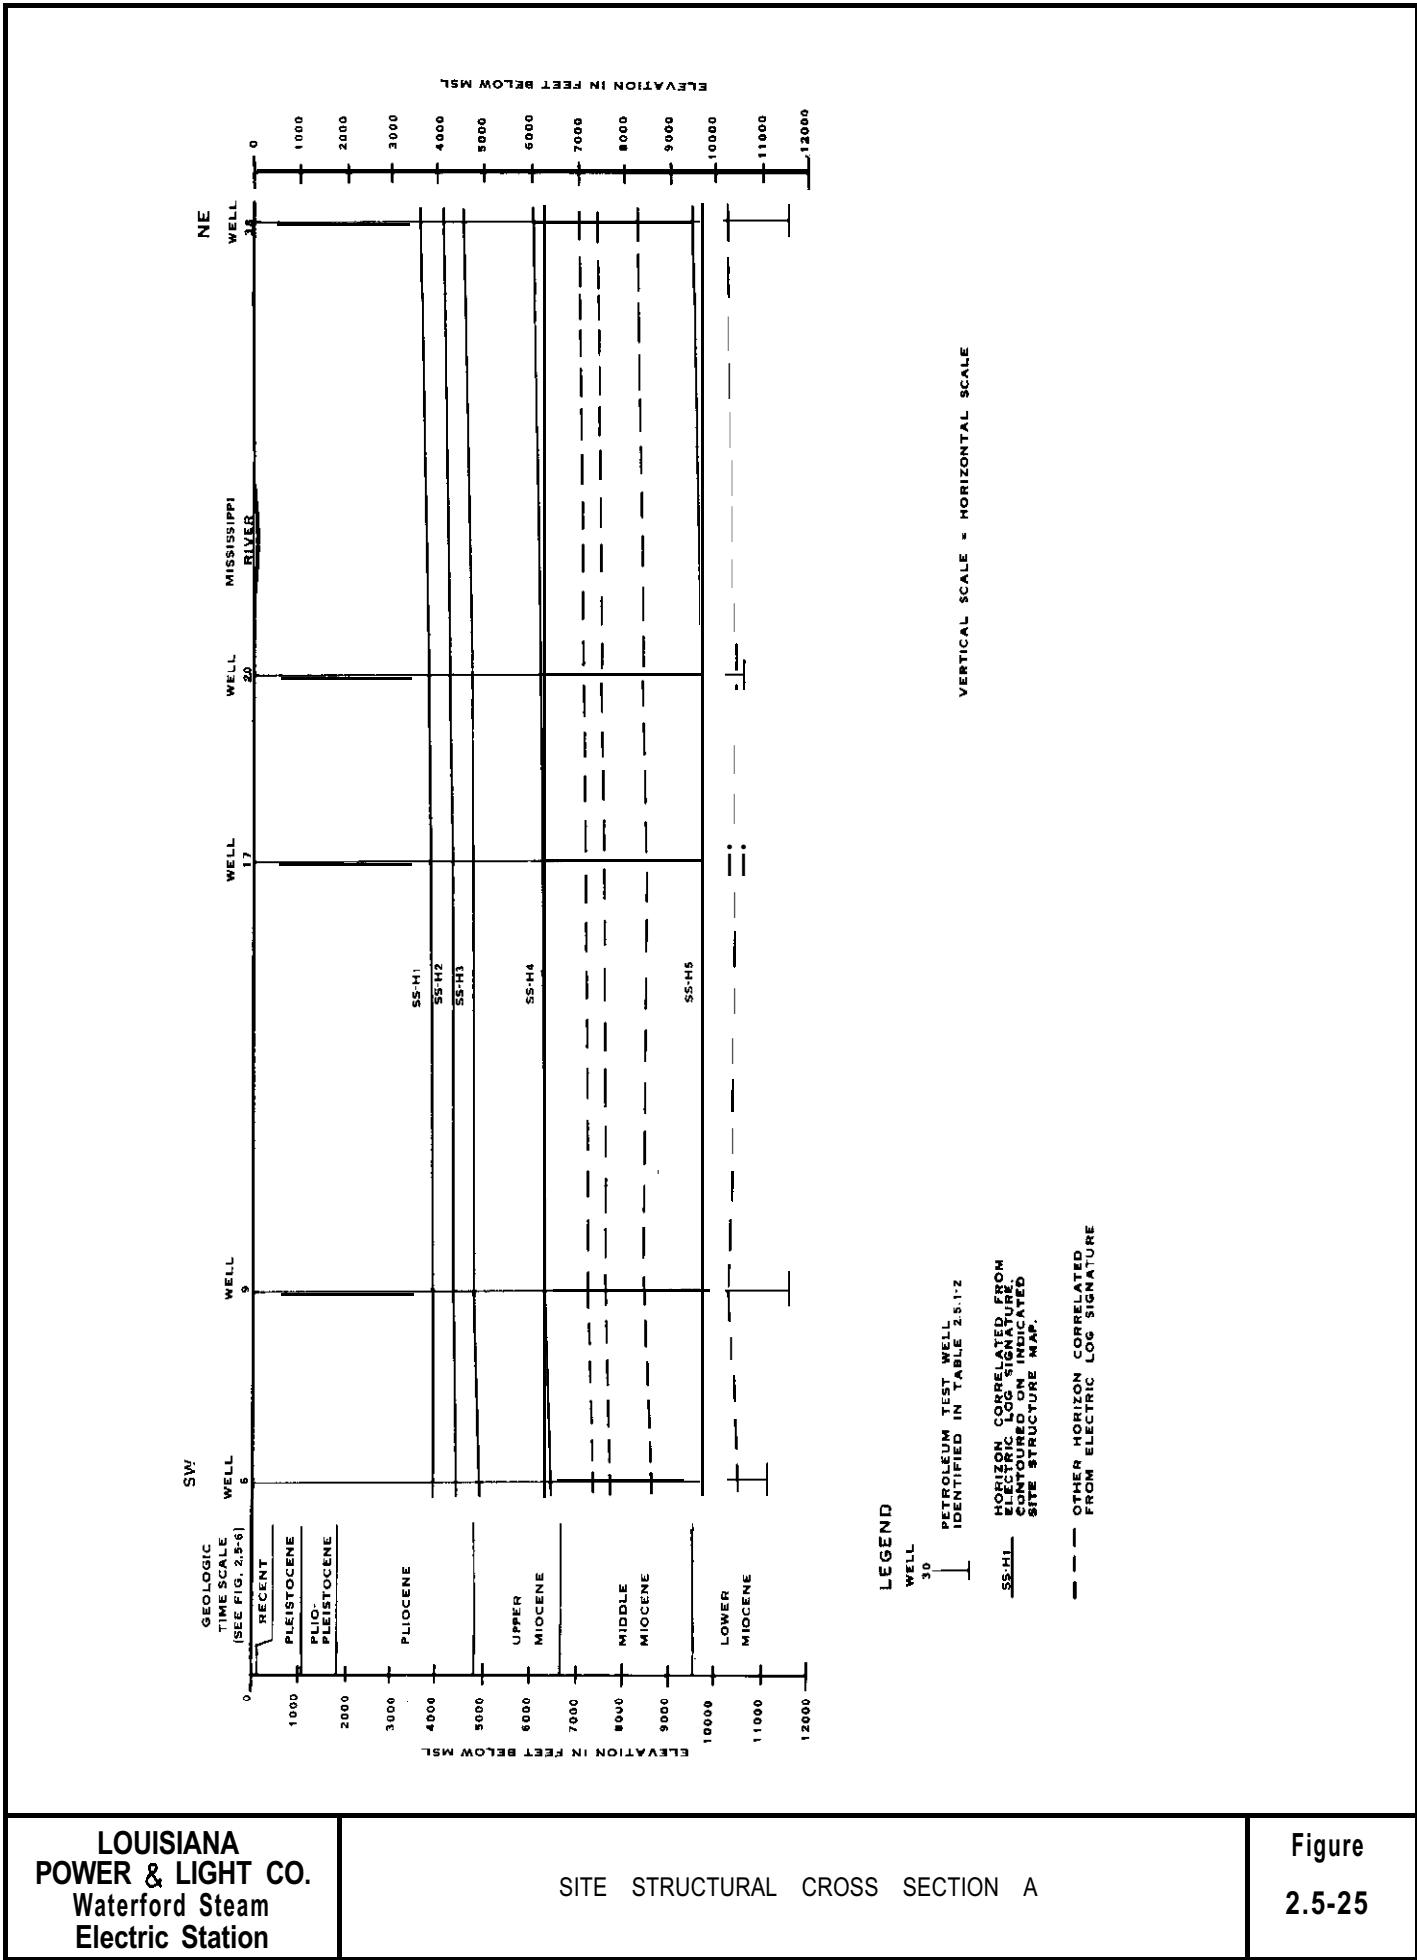 ELEVATION IN FEET BELOW MSL
0
1000
2000
3000
4000
5000
6000
7000
8000
9000
10000
11000
12000
NE
WELL
WELL
20
WELL
17
WELL
9
SW
WELL
6
MISSISSIPPI
RIVER
SS-H1
SS-H2
SS-H3
SS-H4
SS-H5
GEOLOGIC
TIME SCALE
(SEE FIG. 2.5-6)
RECENT
PLEISTOCENE
PLIO-
PLEISTOCENE
PLIOCENE
UPPER
MIOCENE
MIDDLE
MIOCENE
LOWER
MIOCENE
0
1000
2000
3000
4000
5000
6000
7000
8000
9000
10000
11000
12000
ELEVATION IN FEET BELOW MSL
VERTICAL SCALE = HORIZONTAL SCALE
LEGEND
WELL
30
PETROLEUM TEST WELL
IDENTIFIED IN TABLE 2.5.1-2
SS-H1
HORIZON CORRELATED FROM
ELECTRIC LOG SIGNATURE.
CONTOURED ON INDICATED
SITE STRUCTURE MAP.
OTHER HORIZON CORRELATED
FROM ELECTRIC LOG SIGNATURE
LOUISIANA
POWER & LIGHT CO.
Waterford Steam
Electric Station
SITE STRUCTURAL CROSS SECTION A
Figure
2.5-25